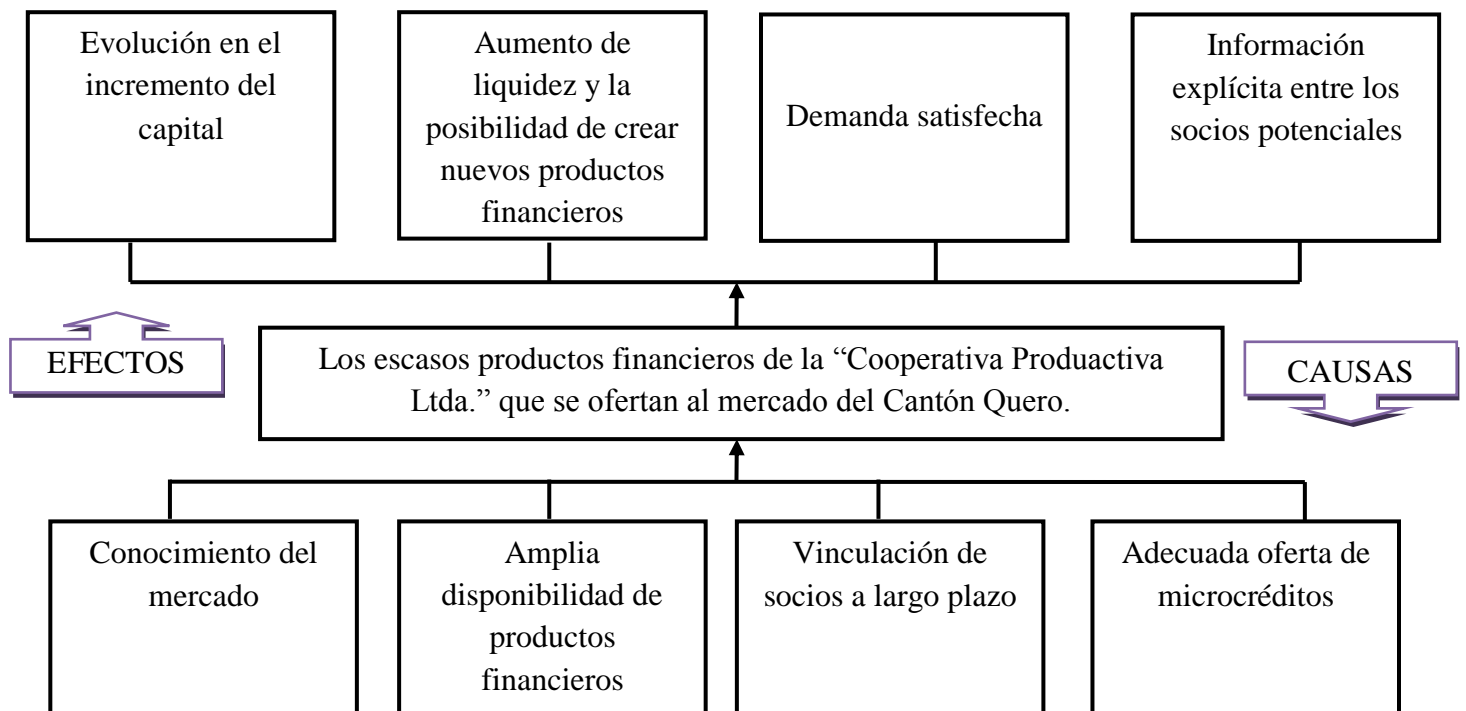 Evolución en el
incremento del
capital
Aumento de
liquidez y la
posibilidad de crear
nuevos productos
financieros
Demanda satisfecha
Información
explícita entre los
socios potenciales
EFECTOS
Los escasos productos financieros de la “Cooperativa Produactiva
Ltda.” que se ofertan al mercado del Cantón Quero.
CAUSAS
Conocimiento del
mercado
Amplia
disponibilidad de
productos
financieros
Vinculación de
socios a largo plazo
Adecuada oferta de
microcréditos